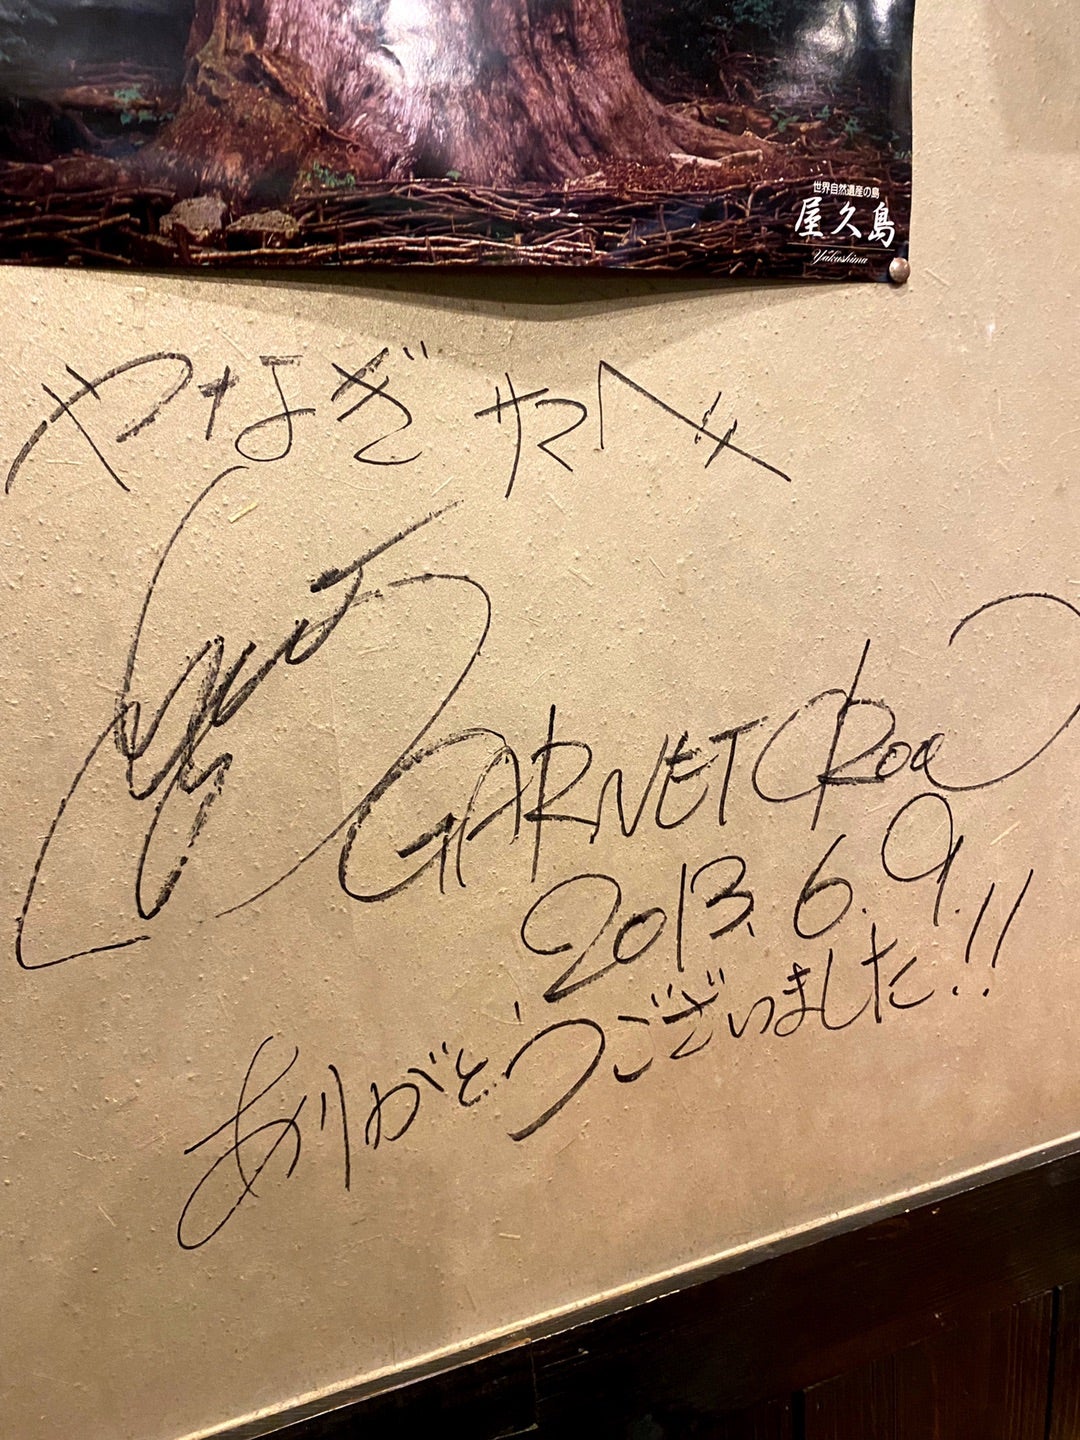 世界自然遺産の島
屋久島
Yakushima
やなぎサマへ
GARNET CROW
2013. 6. 9.
ありがとうございました!!